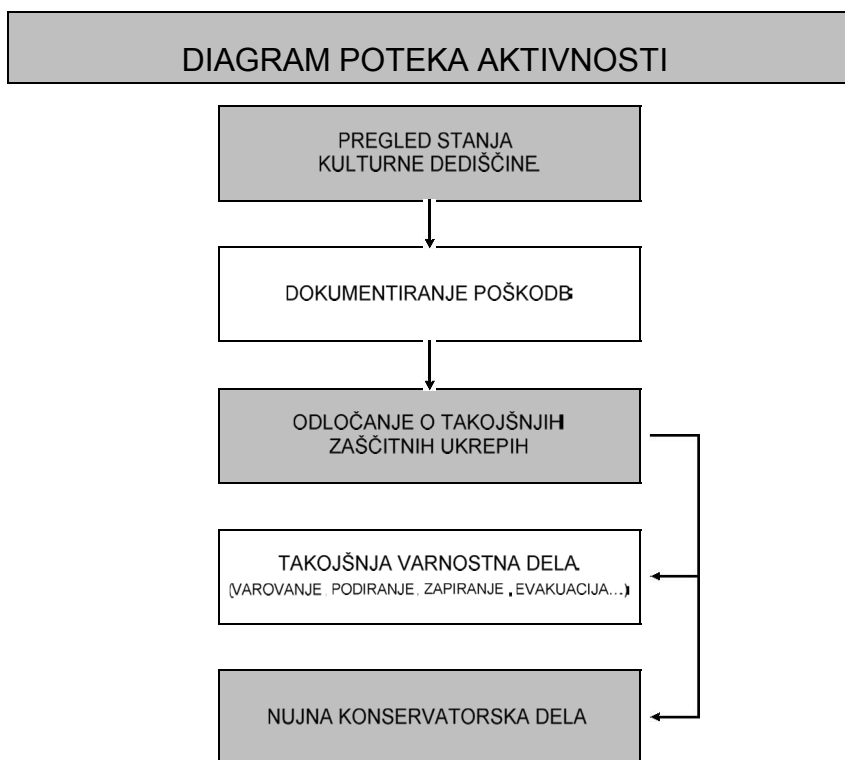 DIAGRAM POTEKA AKTIVNOSTI
PREGLED STANJA
KULTURNE DEDIŠČINE
DOKUMENTIRANJE POŠKODB
ODLOČANJE O TAKOJŠNJIH
ZAŠČITNIH UKREPIH
TAKOJŠNJA VARNOSTNA DELA
(VAROVANJE, PODIRANJE, ZAPIRANJE, EVAKUACIJA...)
NUJNA KONSERVATORSKA DELA